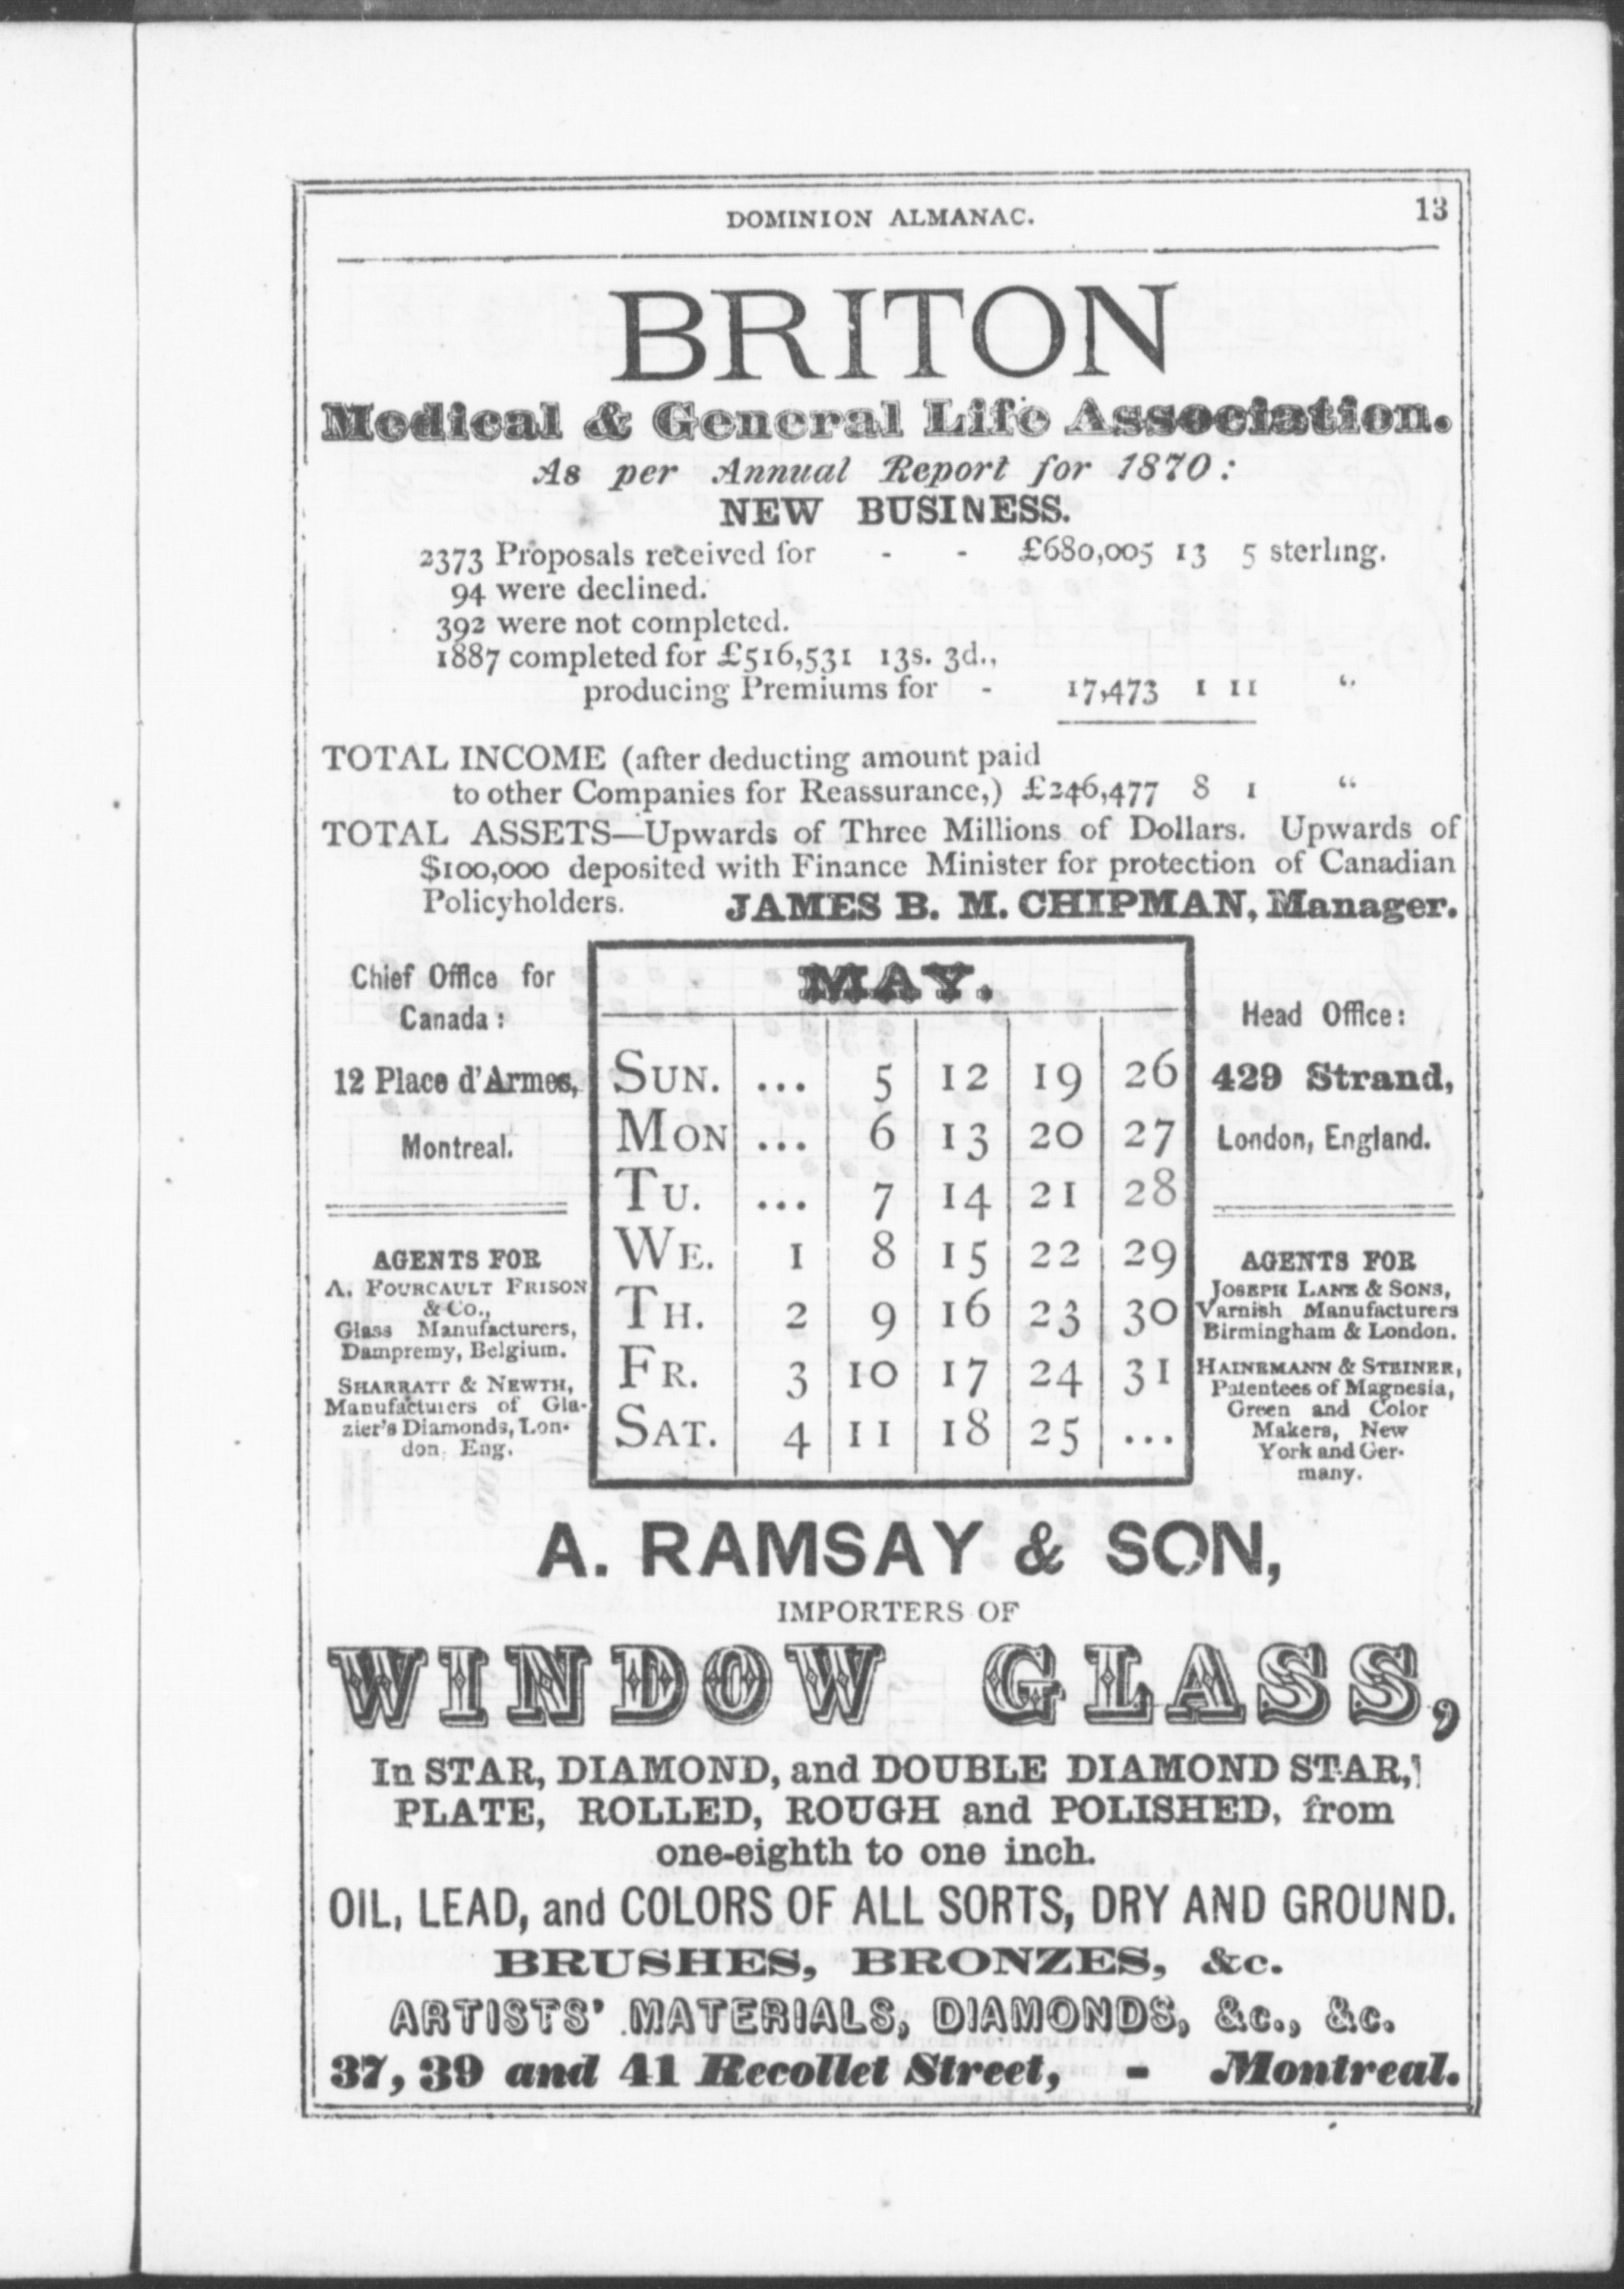 DOMINION ALMANAC. 13
BRITON
Medical & General Life Association.
As per Annual Report for 1870:
NEW BUSINESS.
2373 Proposals received for - - £680,005 13 5 sterling.
94 were declined.
392 were not completed.
1887 completed for £516,531 13s. 3d.,
producing Premiums for - 17,473 1 11 "
TOTAL INCOME (after deducting amount paid
to other Companies for Reassurance,) £246,477 8 1 "
TOTAL ASSETS—Upwards of Three Millions of Dollars. Upwards of
$100,000 deposited with Finance Minister for protection of Canadian
Policyholders. JAMES B. M. CHIPMAN, Manager.
Chief Office for
Canada:
12 Place d'Armes,
Montreal.
AGENTS FOR
A. FOURCAULT FRISON
& Co.,
Glass Manufacturers,
Dampremy, Belgium.
SHARRATT & NEWTH,
Manufacturers of Gla-
zier's Diamonds, Lon-
don, Eng.
MAY.
SUN. ... 5 12 19 26
MON ... 6 13 20 27
TU. ... 7 14 21 28
WE. 1 8 15 22 29
TH. 2 9 16 23 30
FR. 3 10 17 24 31
SAT. 4 11 18 25 ...
Head Office:
429 Strand,
London, England.
AGENTS FOR
JOSEPH LANE & SONS,
Varnish Manufacturers
Birmingham & London.
HAINEMANN & STEINER,
Patentees of Magnesia,
Green and Color
Makers, New
York and Ger-
many.
A. RAMSAY & SON,
IMPORTERS OF
WINDOW GLASS,
In STAR, DIAMOND, and DOUBLE DIAMOND STAR,
PLATE, ROLLED, ROUGH and POLISHED, from
one-eighth to one inch.
OIL, LEAD, and COLORS OF ALL SORTS, DRY AND GROUND.
BRUSHES, BRONZES, &c.
ARTISTS' MATERIALS, DIAMONDS, &c., &c.
37, 39 and 41 Recollet Street, - Montreal.